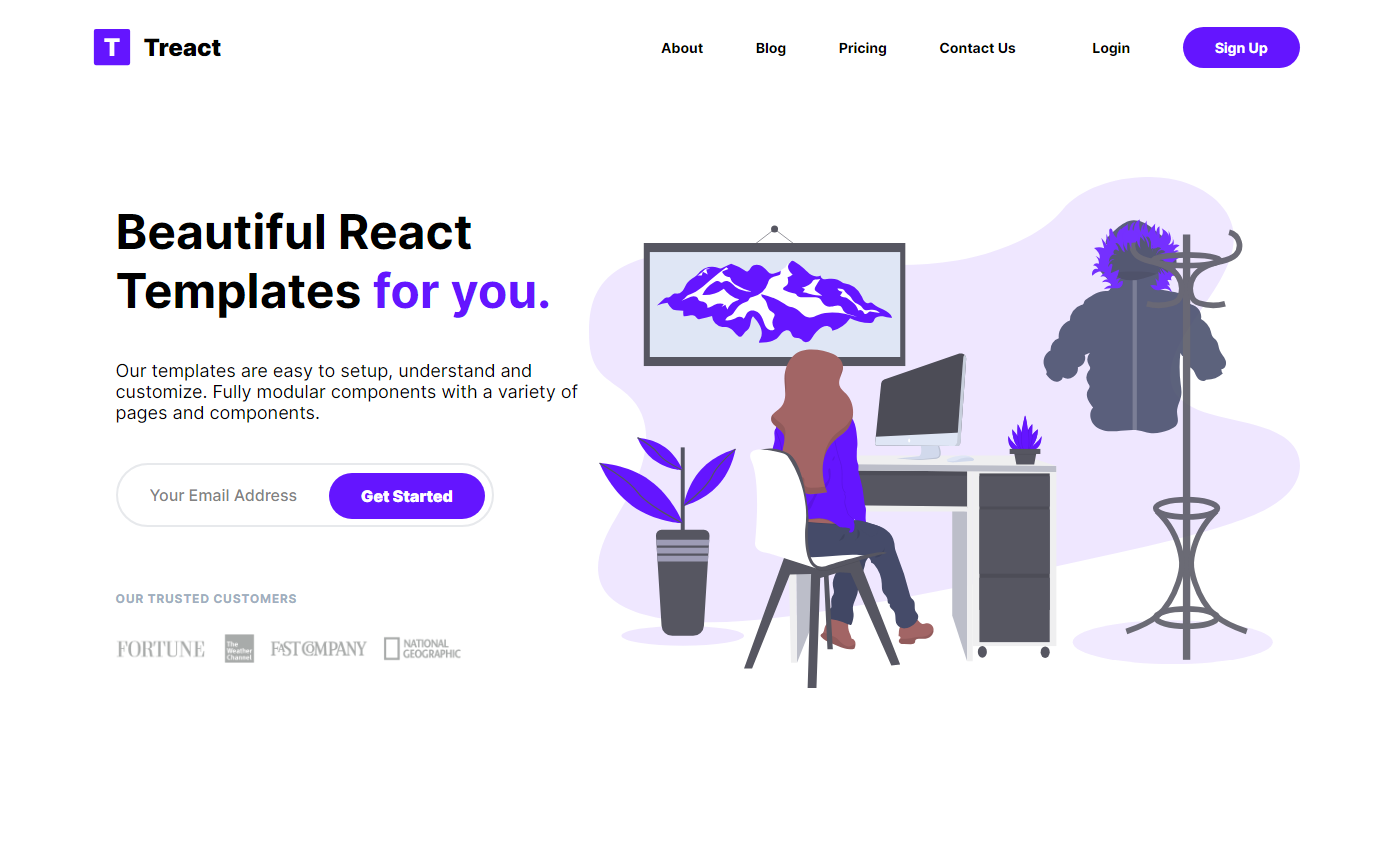 T Treact
About Blog Pricing Contact Us Login Sign Up
Beautiful React
Templates for you.
Our templates are easy to setup, understand and
customize. Fully modular components with a variety of
pages and components.
Your Email Address Get Started
OUR TRUSTED CUSTOMERS
FORTUNE
The
Weather
Channel
FAST COMPANY
NATIONAL
GEOGRAPHIC